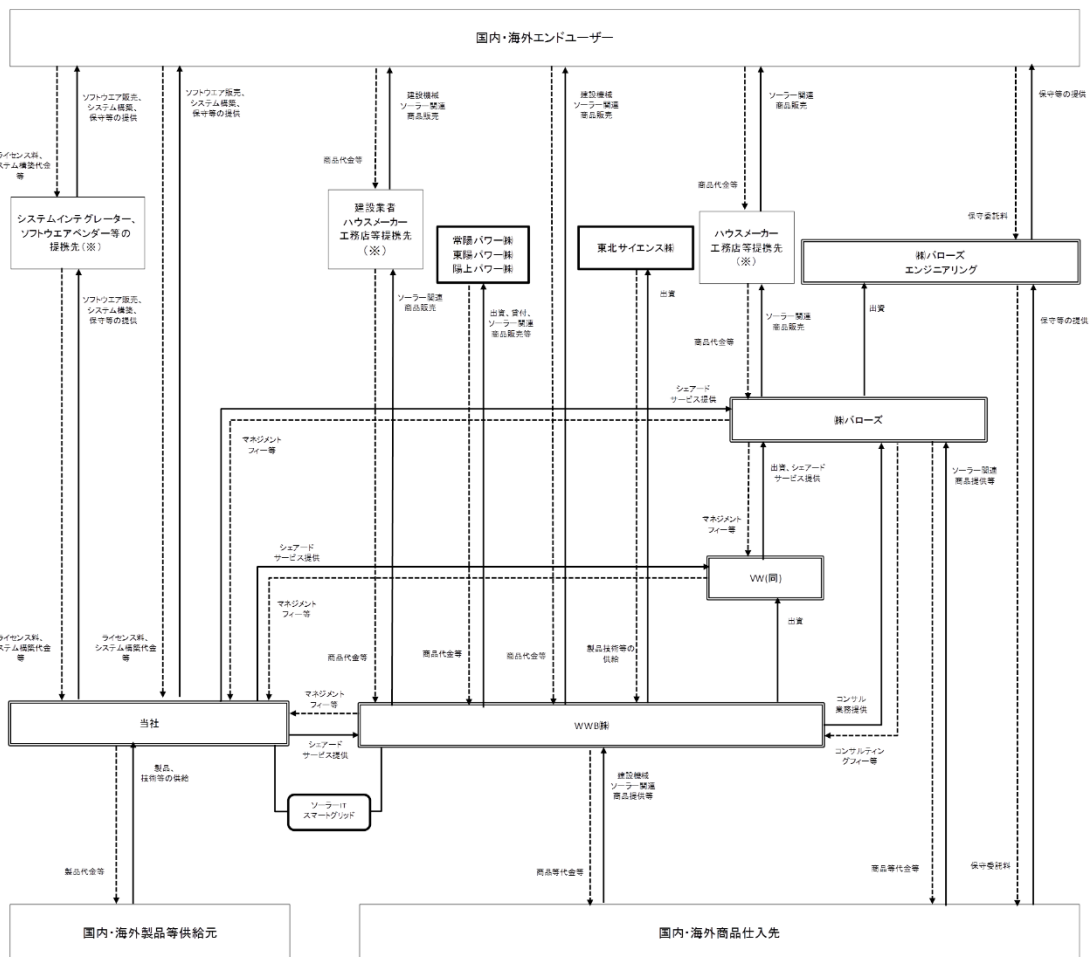 国内・海外エンドユーザー
ソフトウエア販売、
システム構築、
保守等の提供
ソフトウエア販売、
システム構築、
保守等の提供
建設機械
ソーラー関連
商品販売
建設機械
ソーラー関連
商品販売
ソーラー関連
商品販売
保守等の提供
ライセンス料、
システム構築代金
等
商品代金等
商品代金等
保守委託料
システムインテグレーター、
ソフトウエアベンダー等の
提携先(※)
建設業者
ハウスメーカー
工務店等提携先
(※)
常陽パワー㈱
東陽パワー㈱
陽上パワー㈱
東北サイエンス㈱
ハウスメーカー
工務店等提携先
(※)
㈱バローズ
エンジニアリング
ソフトウエア販売、
システム構築、
保守等の提供
ソーラー関連
商品販売
出資、貸付、
ソーラー関連
商品販売等
出資
商品代金等
ソーラー関連
商品販売
出資
保守等の提供
シェアード
サービス提供
㈱バローズ
マネジメント
フィー等
出資、シェアード
サービス提供
ソーラー関連
商品提供等
マネジメント
フィー等
シェアード
サービス提供
VW(同)
マネジメント
フィー等
出資
ライセンス料、
システム構築代金
等
ライセンス料、
システム構築代金
等
商品代金等
商品代金等
商品代金等
製品技術等の
供給
マネジメント
フィー等
コンサル
業務提供
当社
WWB㈱
シェアード
サービス提供
コンサルティン
グフィー等
製品、
技術等の供給
建設機械
ソーラー関連
商品提供等
ソーラーIT
スマートグリッド
製品代金等
商品等代金等
商品等代金等
保守委託料
国内・海外製品等供給元
国内・海外商品仕入先